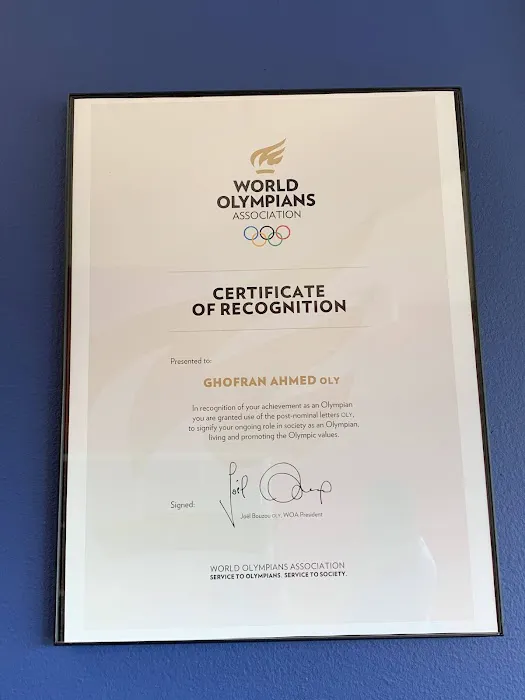 WORLD
OLYMPIANS
ASSOCIATION
CERTIFICATE
OF RECOGNITION
Presented to:
GHOFRAN AHMED OLY
In recognition of your achievement as an Olympian
you are granted use of the post-nominal letters OLY,
to signify your ongoing role in society as an Olympian,
living and promoting the Olympic values.
Signed:
Joël Bouzou OLY, WOA President
WORLD OLYMPIANS ASSOCIATION
SERVICE TO OLYMPIANS. SERVICE TO SOCIETY.